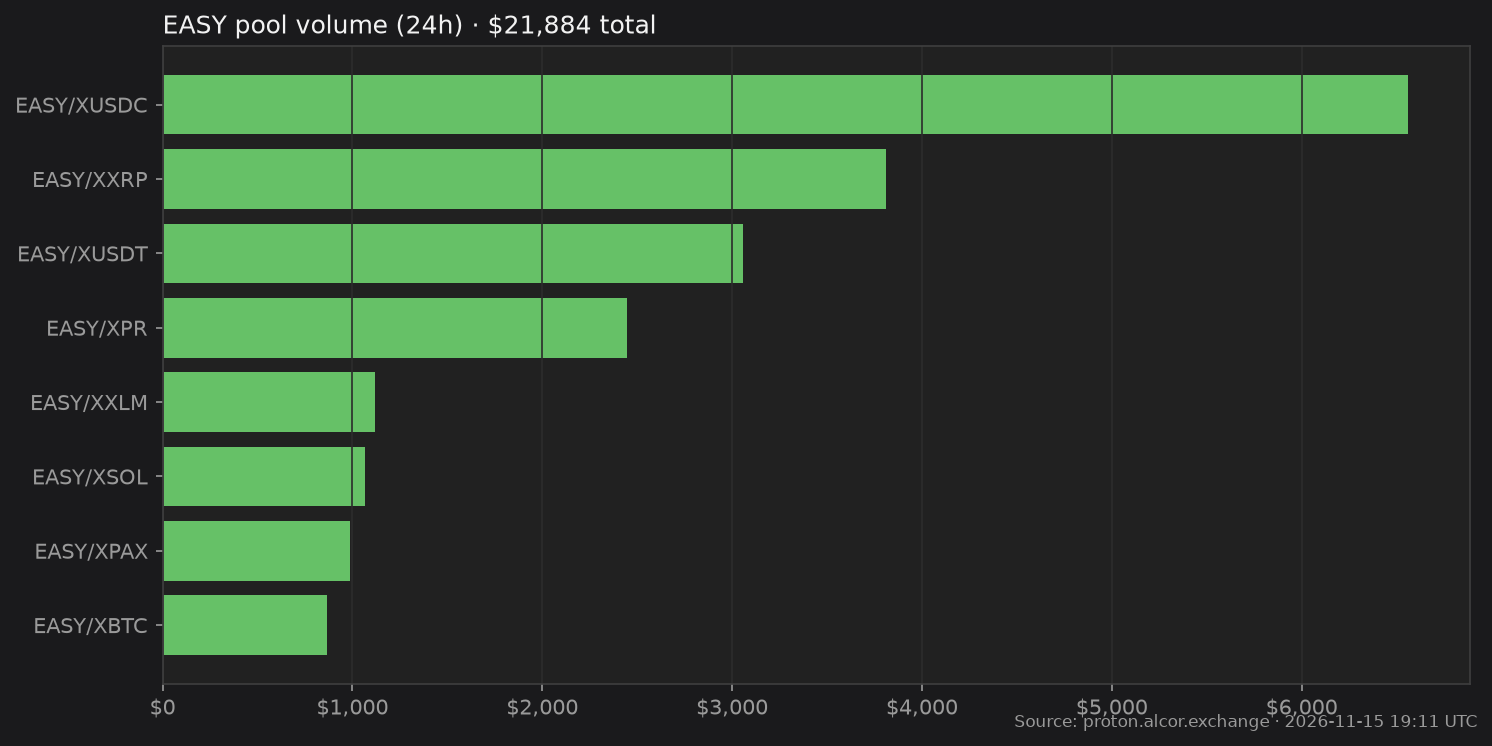 EASY pool volume (24h) · $21,884 total
EASY/XUSDC
EASY/XXRP
EASY/XUSDT
EASY/XPR
EASY/XXLM
EASY/XSOL
EASY/XPAX
EASY/XBTC
$0 $1,000 $2,000 $3,000 $4,000 $5,000 $6,000
Source: proton.alcor.exchange · 2026-11-15 19:11 UTC